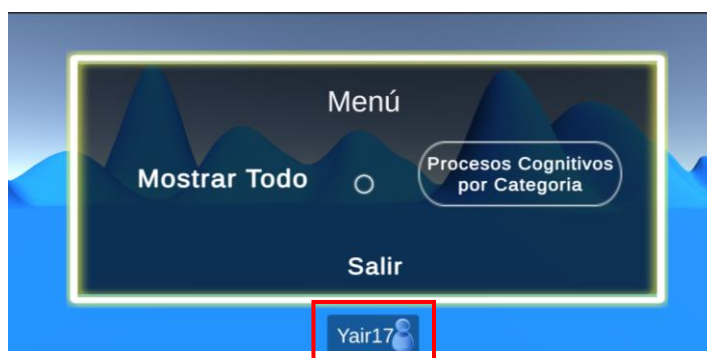 Menú
Mostrar Todo
Procesos Cognitivos
por Categoria
Salir
Yair17